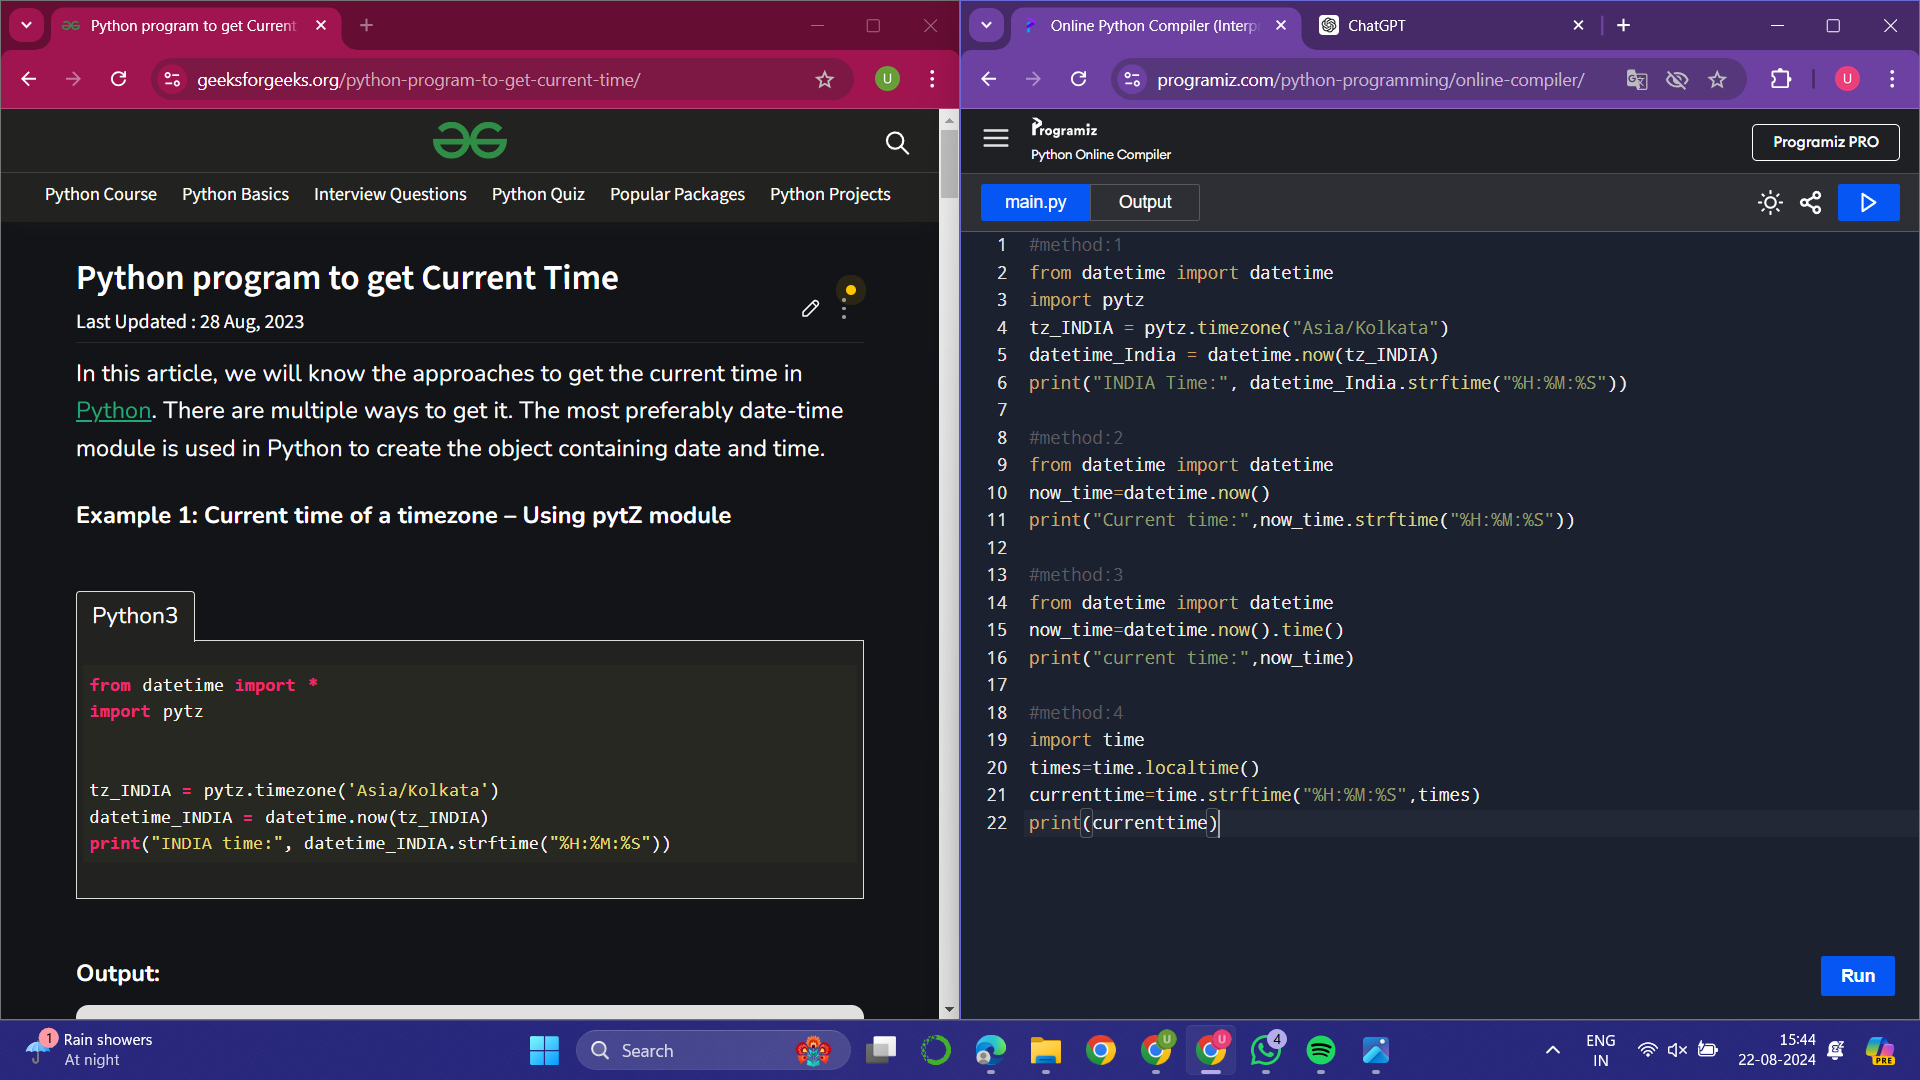 Python program to get Current
geeksforgeeks.org/python-program-to-get-current-time/
U
Python Course Python Basics Interview Questions Python Quiz Popular Packages Python Projects
Python program to get Current Time
Last Updated : 28 Aug, 2023
In this article, we will know the approaches to get the current time in
Python. There are multiple ways to get it. The most preferably date-time
module is used in Python to create the object containing date and time.
Example 1: Current time of a timezone – Using pytZ module
Python3
from datetime import *
import pytz
tz_INDIA = pytz.timezone('Asia/Kolkata')
datetime_INDIA = datetime.now(tz_INDIA)
print("INDIA time:", datetime_INDIA.strftime("%H:%M:%S"))
Output:
Online Python Compiler (Interp
ChatGPT
programiz.com/python-programming/online-compiler/
U
Programiz
Python Online Compiler
Programiz PRO
main.py
Output
1 #method:1
2 from datetime import datetime
3 import pytz
4 tz_INDIA = pytz.timezone("Asia/Kolkata")
5 datetime_India = datetime.now(tz_INDIA)
6 print("INDIA Time:", datetime_India.strftime("%H:%M:%S"))
7
8 #method:2
9 from datetime import datetime
10 now_time=datetime.now()
11 print("Current time:",now_time.strftime("%H:%M:%S"))
12
13 #method:3
14 from datetime import datetime
15 now_time=datetime.now().time()
16 print("current time:",now_time)
17
18 #method:4
19 import time
20 times=time.localtime()
21 currenttime=time.strftime("%H:%M:%S",times)
22 print(currenttime)
Run
1
Rain showers
At night
Search
U
U
4
ENG
IN
15:44
22-08-2024
PRE